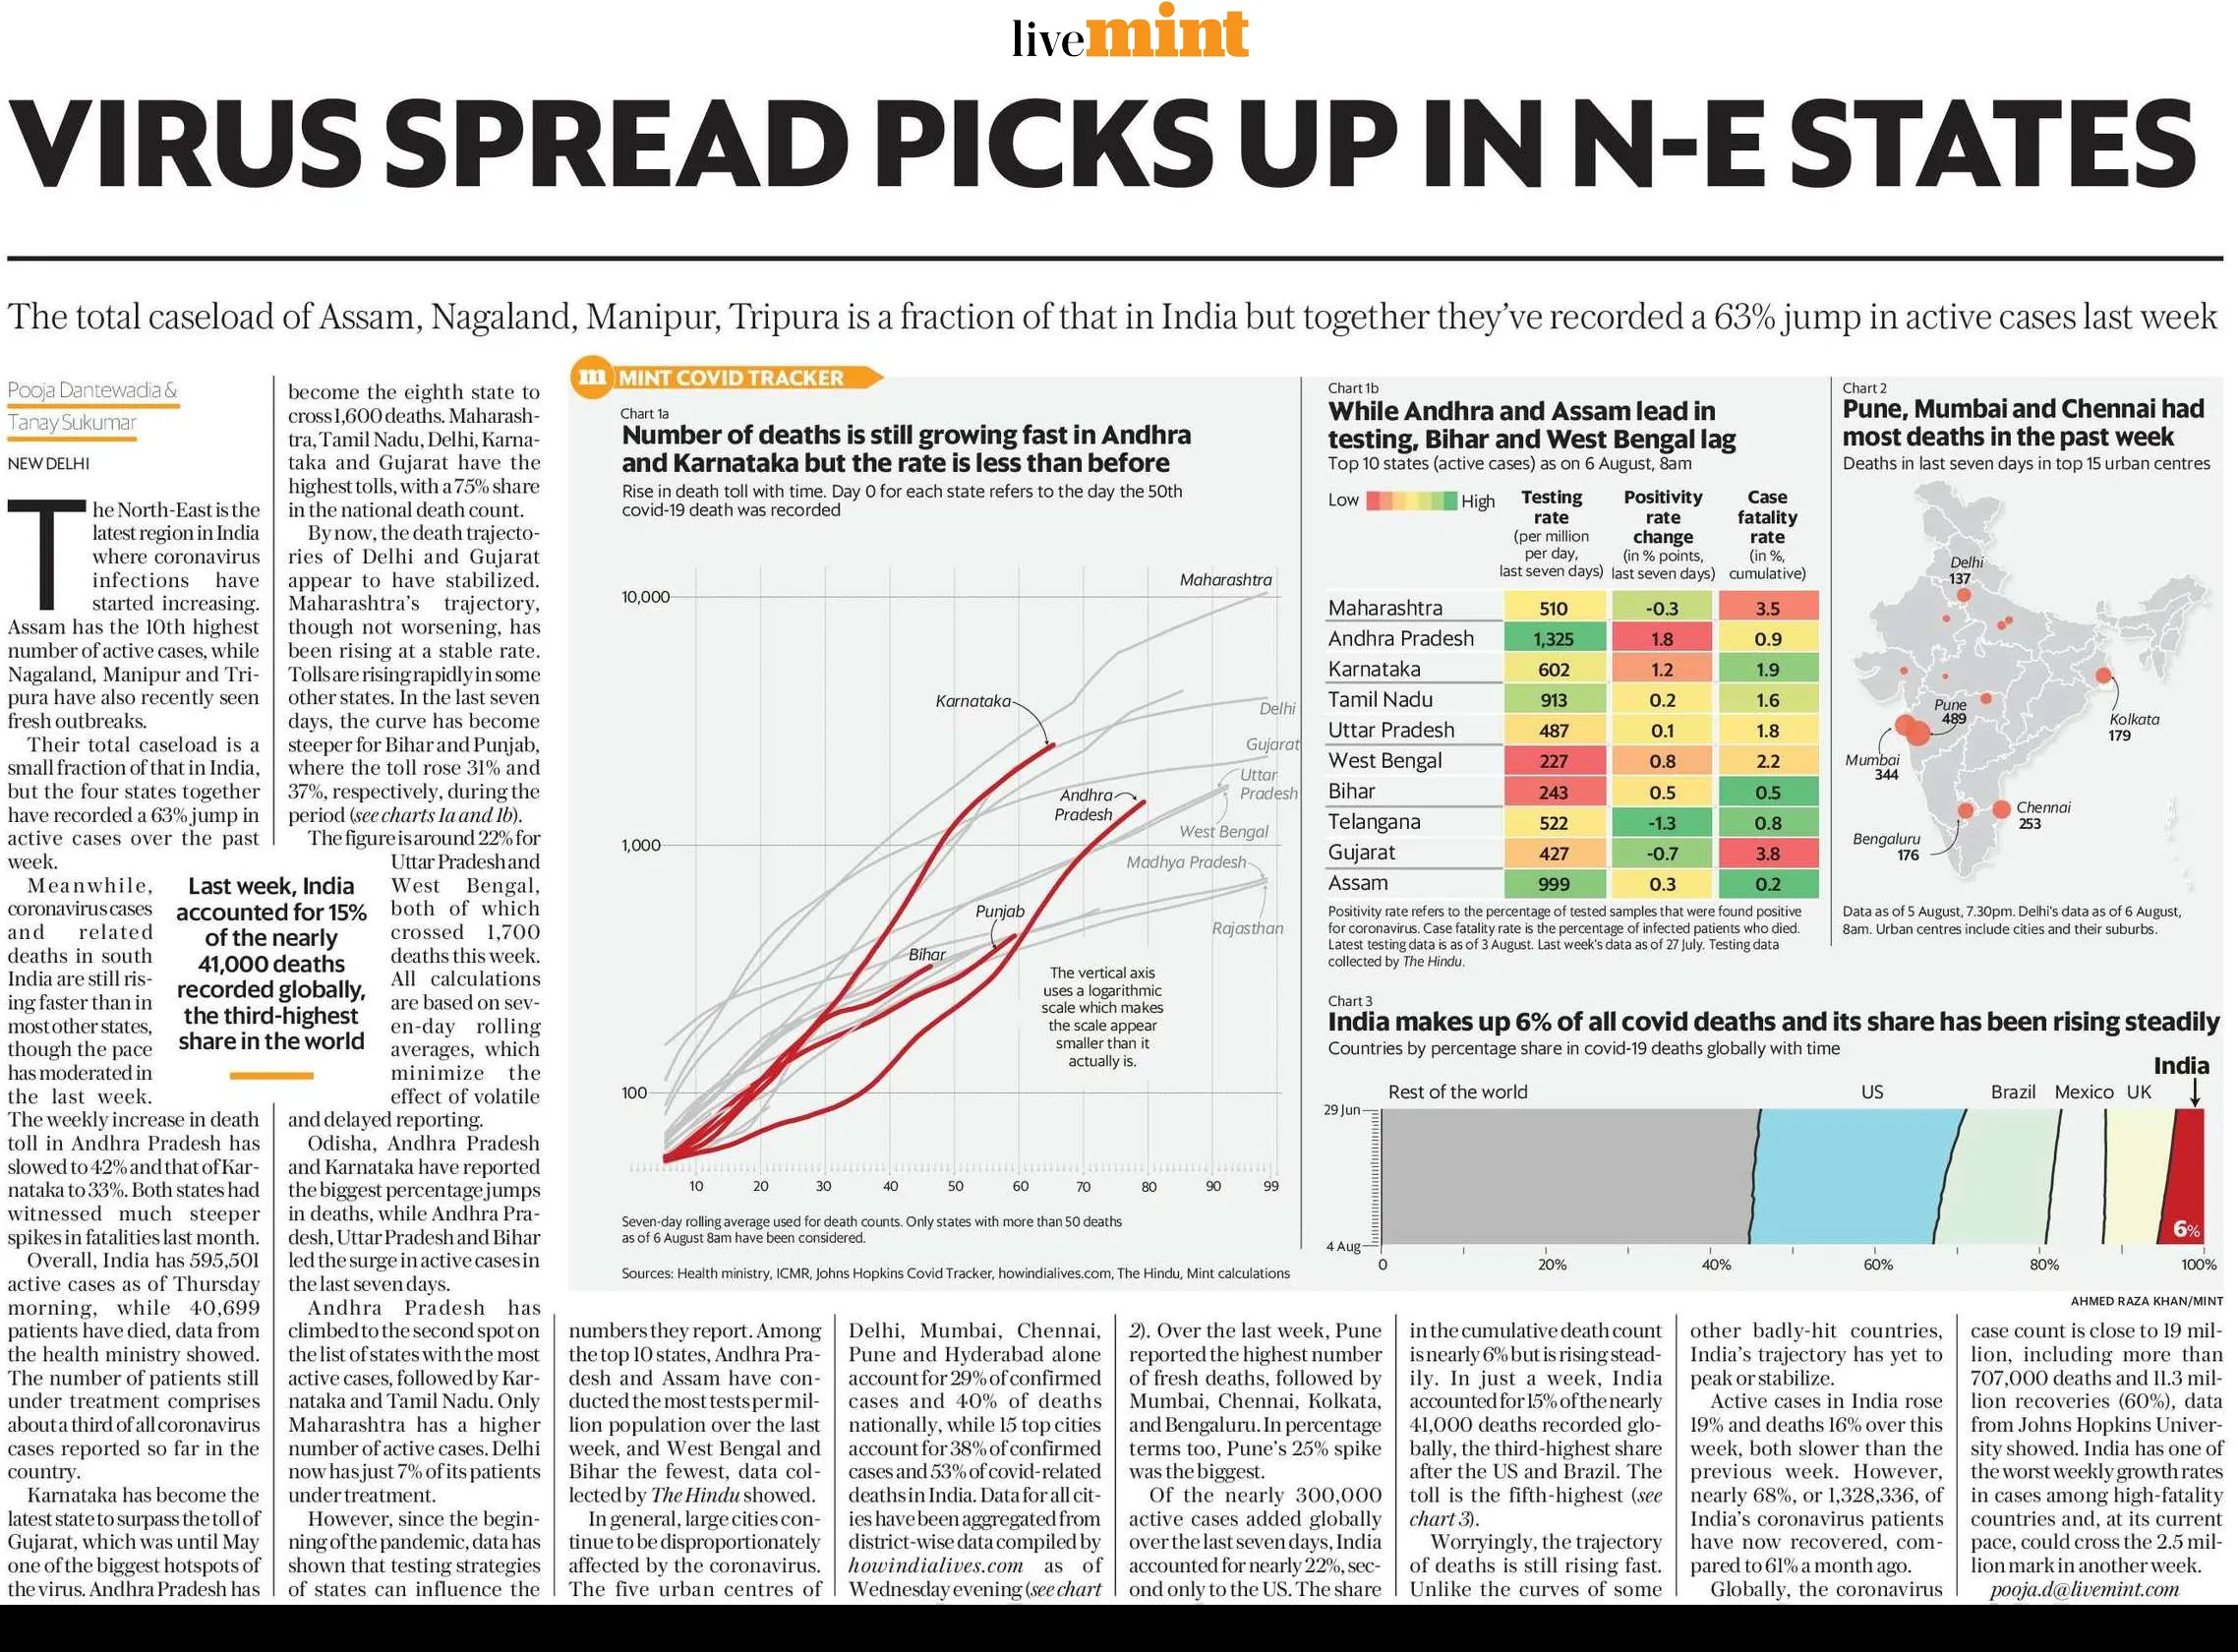 livemint
VIRUS SPREAD PICKS UP IN N-E STATES
The total caseload of Assam, Nagaland, Manipur, Tripura is a fraction of that in India but together they've recorded a 63% jump in active cases last week
Pooja Dantewadia &
Tanay Sukumar
NEW DELHI
The North-East is the
latest region in India
where coronavirus
infections have
started increasing.
Assam has the 10th highest
number of active cases, while
Nagaland, Manipur and Tri-
pura have also recently seen
fresh outbreaks.
Their total caseload is a
small fraction of that in India,
but the four states together
have recorded a 63% jump in
active cases over the past
week.
Meanwhile,
coronavirus cases
and related
deaths in south
India are still ris-
ing faster than in
most other states,
though the pace
has moderated in
the last week.
The weekly increase in death
toll in Andhra Pradesh has
slowed to 42% and that of Kar-
nataka to 33%. Both states had
witnessed much steeper
spikes in fatalities last month.
Overall, India has 595,501
active cases as of Thursday
morning, while 40,699
patients have died, data from
the health ministry showed.
The number of patients still
under treatment comprises
about a third of all coronavirus
cases reported so far in the
country.
Karnataka has become the
latest state to surpass the toll of
Gujarat, which was until May
one of the biggest hotspots of
the virus. Andhra Pradesh has
Last week, India
accounted for 15%
of the nearly
41,000 deaths
recorded globally,
the third-highest
share in the world
become the eighth state to
cross 1,600 deaths. Maharash-
tra, Tamil Nadu, Delhi, Karna-
taka and Gujarat have the
highest tolls, with a 75% share
in the national death count.
By now, the death trajecto-
ries of Delhi and Gujarat
appear to have stabilized.
Maharashtra's trajectory,
though not worsening, has
been rising at a stable rate.
Tolls are rising rapidly in some
other states. In the last seven
days, the curve has become
steeper for Bihar and Punjab,
where the toll rose 31% and
37%, respectively, during the
period (see charts 1a and 1b).
The figure is around 22% for
Uttar Pradesh and
West Bengal,
both of which
crossed 1,700
deaths this week.
All calculations
are based on sev-
en-day rolling
averages, which
minimize the
effect of volatile
and delayed reporting.
Odisha, Andhra Pradesh
and Karnataka have reported
the biggest percentage jumps
in deaths, while Andhra Pra-
desh, Uttar Pradesh and Bihar
led the surge in active cases in
the last seven days.
Andhra Pradesh has
climbed to the second spot on
the list of states with the most
active cases, followed by Kar-
nataka and Tamil Nadu. Only
Maharashtra has a higher
number of active cases. Delhi
now has just 7% of its patients
under treatment.
However, since the begin-
ning of the pandemic, data has
shown that testing strategies
of states can influence the
m MINT COVID TRACKER
Chart 1a
Number of deaths is still growing fast in Andhra
and Karnataka but the rate is less than before
Rise in death toll with time. Day 0 for each state refers to the day the 50th
covid-19 death was recorded
10,000
1,000
100
Maharashtra
Karnataka
Delhi
Gujarat
Uttar
Pradesh
Andhra
Pradesh
West Bengal
Madhya Pradesh
Punjab
Rajasthan
Bihar
The vertical axis
uses a logarithmic
scale which makes
the scale appear
smaller than it
actually is.
10 20 30 40 50 60 70 80 90 99
Seven-day rolling average used for death counts. Only states with more than 50 deaths
as of 6 August 8am have been considered.
Sources: Health ministry, ICMR, Johns Hopkins Covid Tracker, howindialives.com, The Hindu, Mint calculations
Chart 1b
While Andhra and Assam lead in
testing, Bihar and West Bengal lag
Top 10 states (active cases) as on 6 August, 8am
Low High
Testing rate (per million per day, last seven days)
Positivity rate change (in % points, last seven days)
Case fatality rate (in %, cumulative)
Maharashtra 510 -0.3 3.5
Andhra Pradesh 1,325 1.8 0.9
Karnataka 602 1.2 1.9
Tamil Nadu 913 0.2 1.6
Uttar Pradesh 487 0.1 1.8
West Bengal 227 0.8 2.2
Bihar 243 0.5 0.5
Telangana 522 -1.3 0.8
Gujarat 427 -0.7 3.8
Assam 999 0.3 0.2
Positivity rate refers to the percentage of tested samples that were found positive
for coronavirus. Case fatality rate is the percentage of infected patients who died.
Latest testing data is as of 3 August. Last week's data as of 27 July. Testing data
collected by The Hindu.
Chart 2
Pune, Mumbai and Chennai had
most deaths in the past week
Deaths in last seven days in top 15 urban centres
Delhi
137
Pune
489
Kolkata
179
Mumbai
344
Chennai
253
Bengaluru
176
Data as of 5 August, 7.30pm. Delhi's data as of 6 August,
8am. Urban centres include cities and their suburbs.
Chart 3
India makes up 6% of all covid deaths and its share has been rising steadily
Countries by percentage share in covid-19 deaths globally with time
India
Rest of the world US Brazil Mexico UK
29 Jun
4 Aug
6%
0 20% 40% 60% 80% 100%
AHMED RAZA KHAN/MINT
numbers they report. Among
the top 10 states, Andhra Pra-
desh and Assam have con-
ducted the most tests per mil-
lion population over the last
week, and West Bengal and
Bihar the fewest, data col-
lected by The Hindu showed.
In general, large cities con-
tinue to be disproportionately
affected by the coronavirus.
The five urban centres of
Delhi, Mumbai, Chennai,
Pune and Hyderabad alone
account for 29% of confirmed
cases and 40% of deaths
nationally, while 15 top cities
account for 38% of confirmed
cases and 53% of covid-related
deaths in India. Data for all cit-
ies have been aggregated from
district-wise data compiled by
howindialives.com as of
Wednesday evening (see chart
2). Over the last week, Pune
reported the highest number
of fresh deaths, followed by
Mumbai, Chennai, Kolkata,
and Bengaluru. In percentage
terms too, Pune's 25% spike
was the biggest.
Of the nearly 300,000
active cases added globally
over the last seven days, India
accounted for nearly 22%, sec-
ond only to the US. The share
in the cumulative death count
is nearly 6% but is rising stead-
ily. In just a week, India
accounted for 15% of the nearly
41,000 deaths recorded glo-
bally, the third-highest share
after the US and Brazil. The
toll is the fifth-highest (see
chart 3).
Worryingly, the trajectory
of deaths is still rising fast.
Unlike the curves of some
other badly-hit countries,
India's trajectory has yet to
peak or stabilize.
Active cases in India rose
19% and deaths 16% over this
week, both slower than the
previous week. However,
nearly 68%, or 1,328,336, of
India's coronavirus patients
have now recovered, com-
pared to 61% a month ago.
Globally, the coronavirus
case count is close to 19 mil-
lion, including more than
707,000 deaths and 11.3 mil-
lion recoveries (60%), data
from Johns Hopkins Univer-
sity showed. India has one of
the worst weekly growth rates
in cases among high-fatality
countries and, at its current
pace, could cross the 2.5 mil-
lion mark in another week.
pooja.d@livemint.com